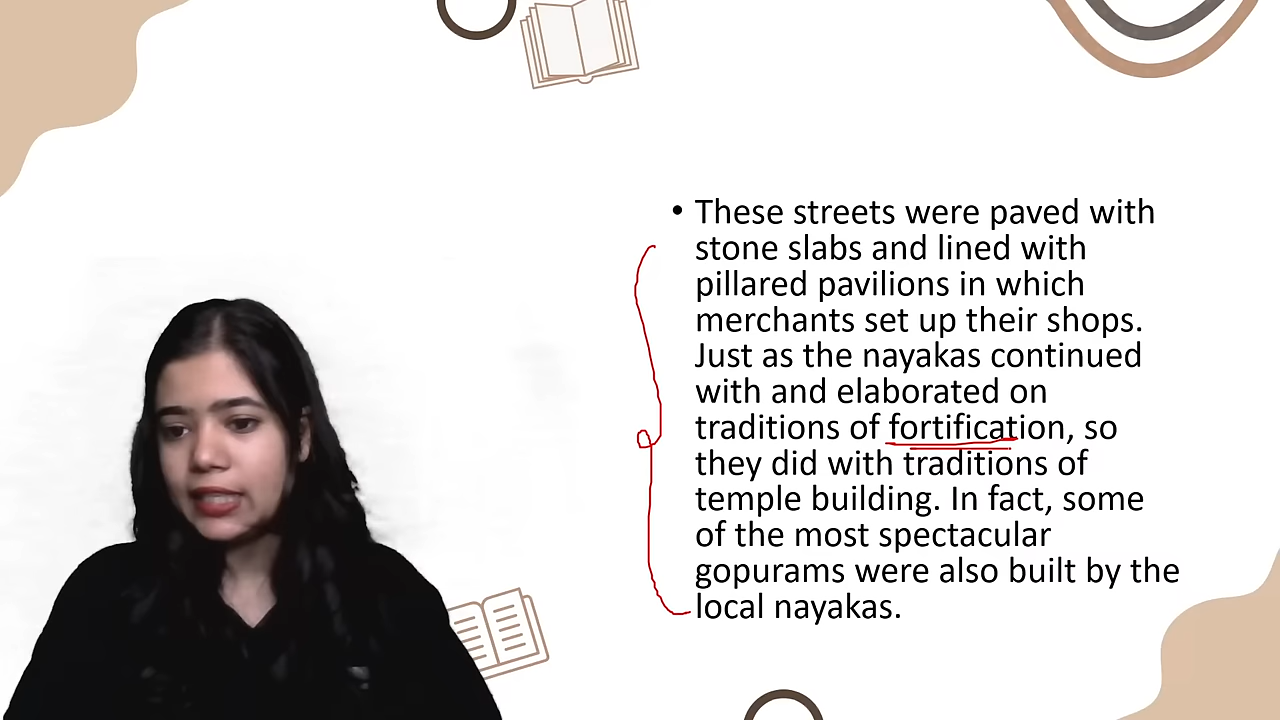 • These streets were paved with
stone slabs and lined with
pillared pavilions in which
merchants set up their shops.
Just as the nayakas continued
with and elaborated on
traditions of fortification, so
they did with traditions of
temple building. In fact, some
of the most spectacular
gopurams were also built by the
local nayakas.